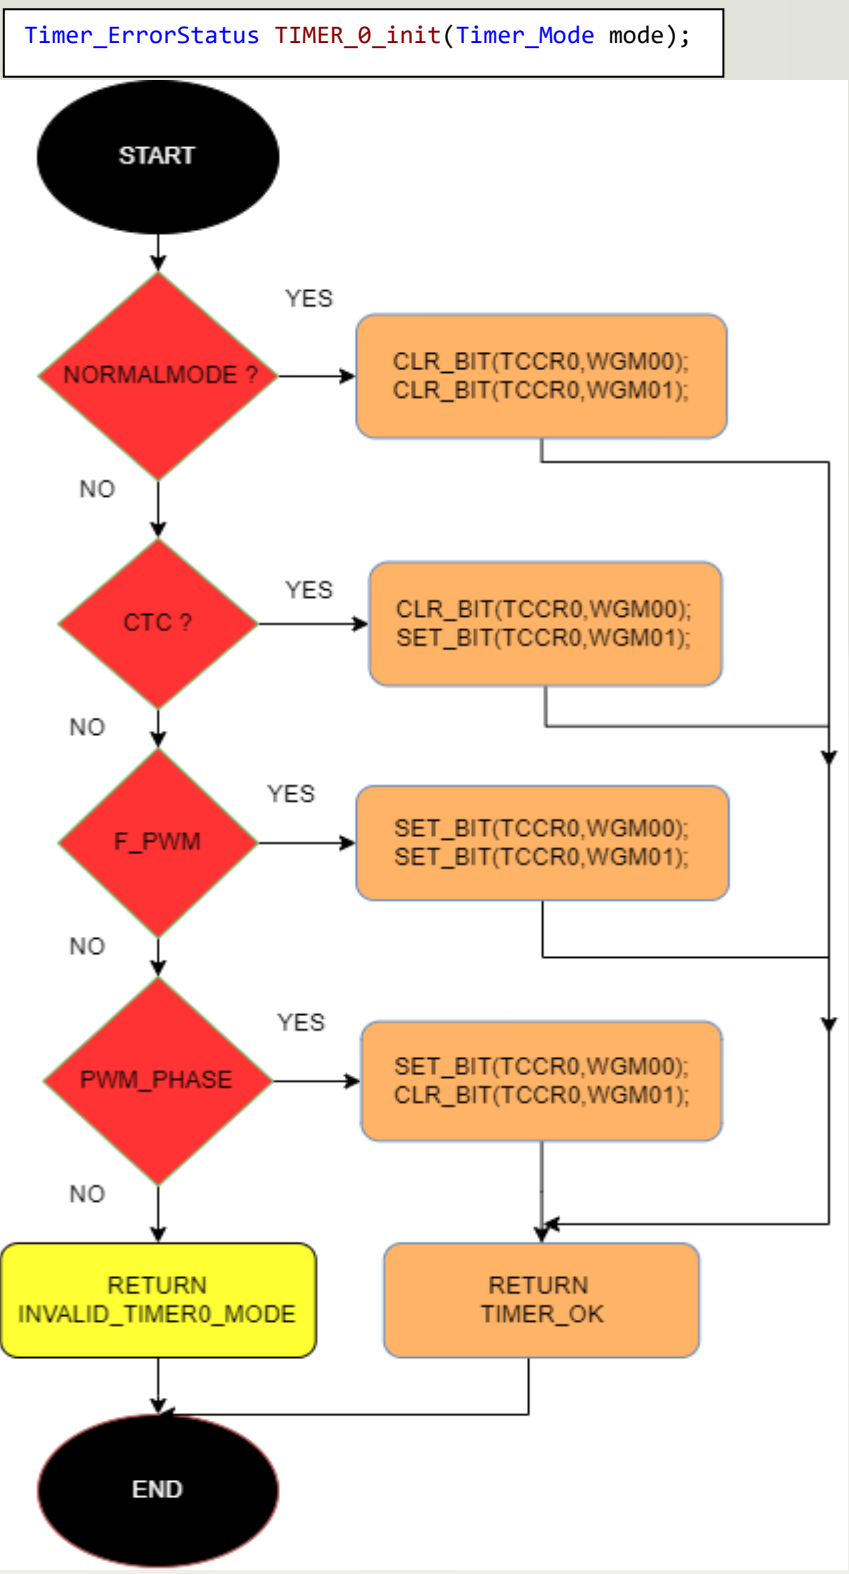 Timer_ErrorStatus TIMER_0_init(Timer_Mode mode);
START
YES
NORMALMODE ?
CLR_BIT(TCCR0,WGM00);
CLR_BIT(TCCR0,WGM01);
NO
YES
CTC ?
CLR_BIT(TCCR0,WGM00);
SET_BIT(TCCR0,WGM01);
NO
YES
F_PWM
SET_BIT(TCCR0,WGM00);
SET_BIT(TCCR0,WGM01);
NO
YES
PWM_PHASE
SET_BIT(TCCR0,WGM00);
CLR_BIT(TCCR0,WGM01);
NO
RETURN
INVALID_TIMER0_MODE
RETURN
TIMER_OK
END